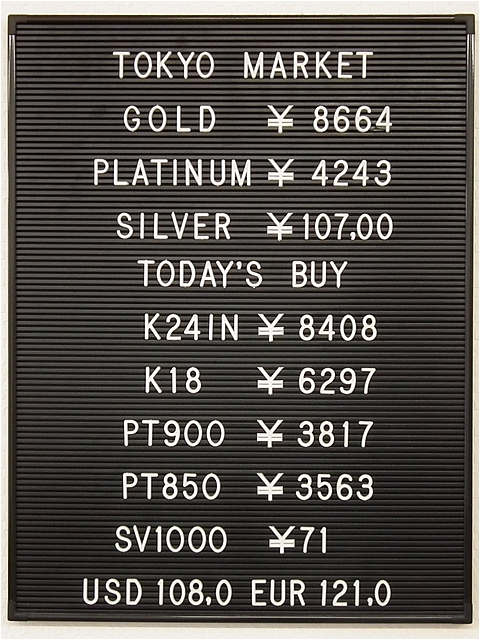 TOKYO MARKET
GOLD ¥ 8664
PLATINUM ¥ 4243
SILVER ¥107,00
TODAY'S BUY
K24IN ¥ 8408
K18 ¥ 6297
PT900 ¥ 3817
PT850 ¥ 3563
SV1000 ¥71
USD 108,0 EUR 121,0